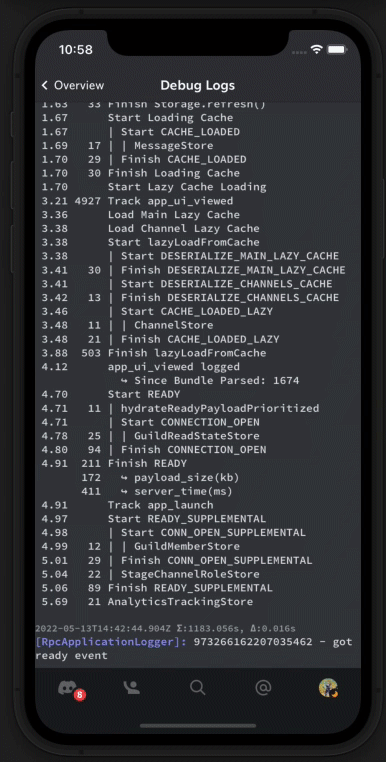 10:58
Overview Debug Logs
1.63 33 Finish Storage.refresh()
1.67 Start Loading Cache
1.67 | Start CACHE_LOADED
1.69 17 | | MessageStore
1.70 29 | Finish CACHE_LOADED
1.70 30 Finish Loading Cache
1.70 Start Lazy Cache Loading
3.21 4927 Track app_ui_viewed
3.36 Load Main Lazy Cache
3.38 Load Channel Lazy Cache
3.38 Start lazyLoadFromCache
3.38 | Start DESERIALIZE_MAIN_LAZY_CACHE
3.41 30 | Finish DESERIALIZE_MAIN_LAZY_CACHE
3.41 | Start DESERIALIZE_CHANNELS_CACHE
3.42 13 | Finish DESERIALIZE_CHANNELS_CACHE
3.46 | Start CACHE_LOADED_LAZY
3.48 11 | | ChannelStore
3.48 21 | Finish CACHE_LOADED_LAZY
3.88 503 Finish lazyLoadFromCache
4.12 app_ui_viewed logged
↪ Since Bundle Parsed: 1674
4.70 Start READY
4.71 11 | hydrateReadyPayloadPrioritized
4.71 | Start CONNECTION_OPEN
4.78 25 | | GuildReadStateStore
4.80 94 | Finish CONNECTION_OPEN
4.91 211 Finish READY
172 ↪ payload_size(kb)
411 ↪ server_time(ms)
4.91 Track app_launch
4.97 Start READY_SUPPLEMENTAL
4.98 | Start CONN_OPEN_SUPPLEMENTAL
4.99 12 | | GuildMemberStore
5.01 29 | Finish CONN_OPEN_SUPPLEMENTAL
5.04 22 | StageChannelRoleStore
5.06 89 Finish READY_SUPPLEMENTAL
5.69 21 AnalyticsTrackingStore
2022-05-13T14:42:44.904Z Σ:1183.056s, Δ:0.016s
[RpcApplicationLogger]: 973266162207035462 - got
ready event
8